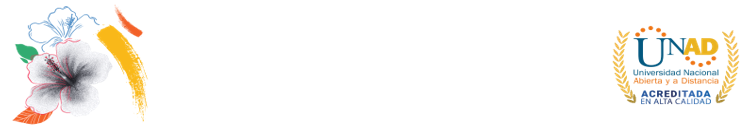 UNAD
Universidad Nacional
Abierta y a Distancia
ACREDITADA
EN ALTA CALIDAD